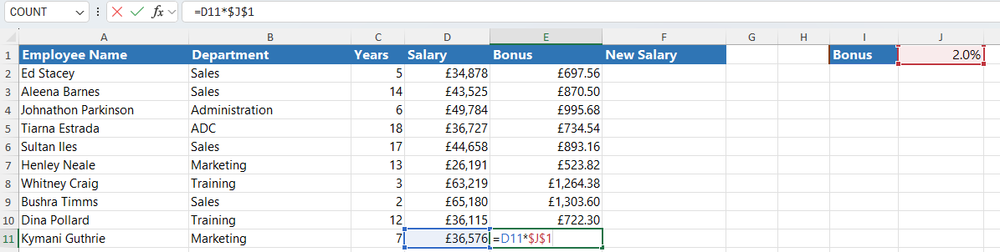 COUNT fx =D11*$J$1
A B C D E F G H I J
1 Employee Name Department Years Salary Bonus New Salary Bonus 2.0%
2 Ed Stacey Sales 5 £34,878 £697.56
3 Aleena Barnes Sales 14 £43,525 £870.50
4 Johnathon Parkinson Administration 6 £49,784 £995.68
5 Tiarna Estrada ADC 18 £36,727 £734.54
6 Sultan Iles Sales 17 £44,658 £893.16
7 Henley Neale Marketing 13 £26,191 £523.82
8 Whitney Craig Training 3 £63,219 £1,264.38
9 Bushra Timms Sales 2 £65,180 £1,303.60
10 Dina Pollard Training 12 £36,115 £722.30
11 Kymani Guthrie Marketing 7 £36,576 =D11*$J$1